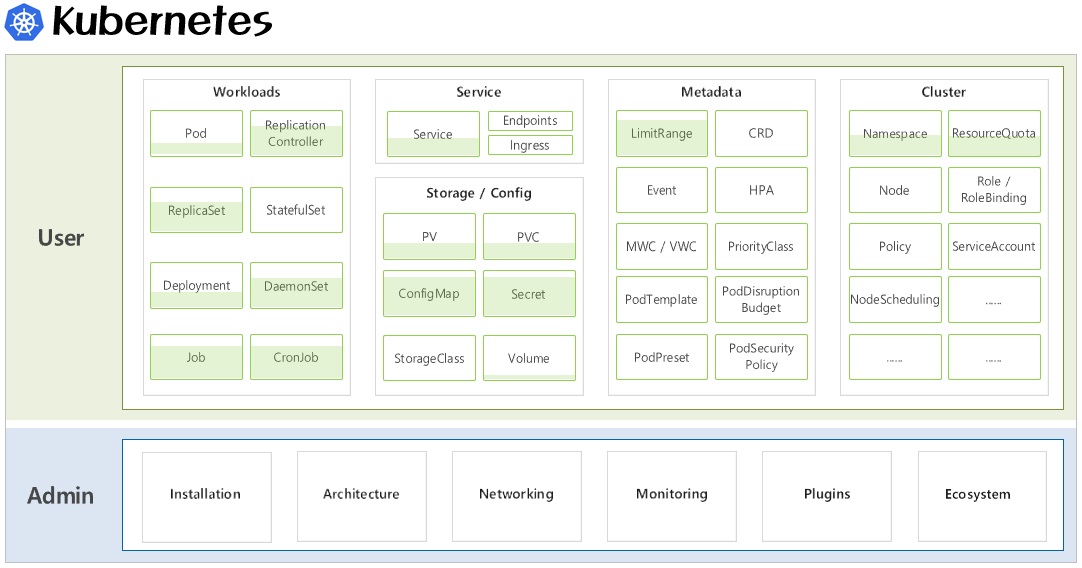 Kubernetes
User
Workloads
Pod
Replication
Controller
ReplicaSet
StatefulSet
Deployment
DaemonSet
Job
CronJob
Service
Service
Endpoints
Ingress
Storage / Config
PV
PVC
ConfigMap
Secret
StorageClass
Volume
Metadata
LimitRange
CRD
Event
HPA
MWC / VWC
PriorityClass
PodTemplate
PodDisruption
Budget
PodPreset
PodSecurity
Policy
Cluster
Namespace
ResourceQuota
Node
Role /
RoleBinding
Policy
ServiceAccount
NodeScheduling
......
......
......
Admin
Installation
Architecture
Networking
Monitoring
Plugins
Ecosystem